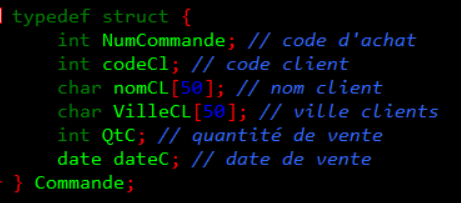 typedef struct {
int NumCommande; // code d'achat
int codeCl; // code client
char nomCL[50]; // nom client
char VilleCL[50]; // ville clients
int QtC; // quantité de vente
date dateC; // date de vente
} Commande;